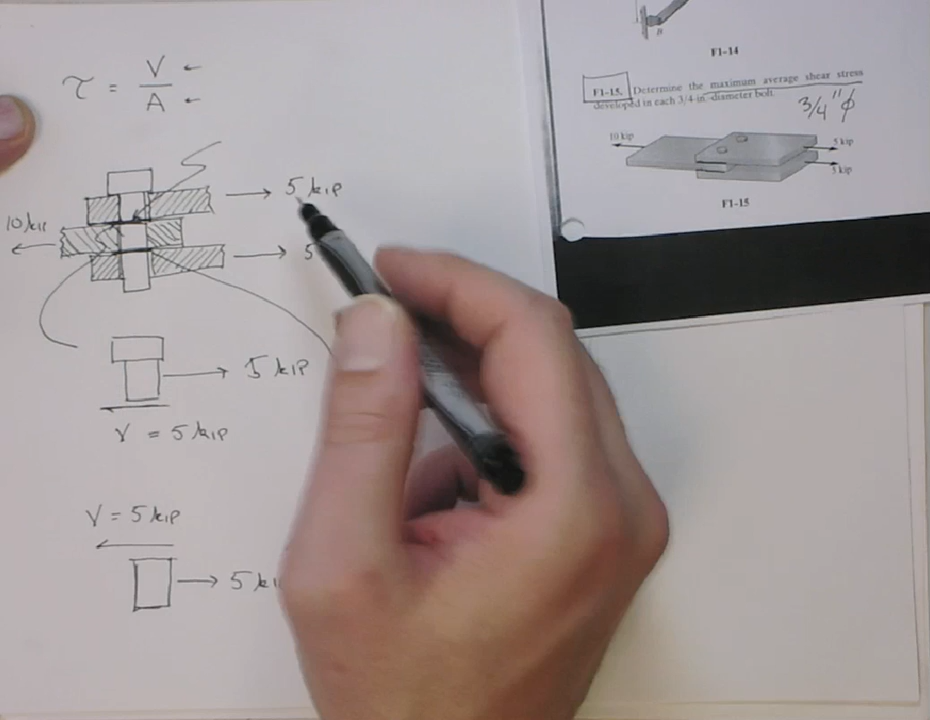 τ = V / A
10 kip
5 kip
5
5 kip
V = 5 kip
V = 5 kip
5 ki
B
F1-14
F1-15. Determine the maximum average shear stress
developed in each 3/4-in.-diameter bolt.
3/4"ϕ
10 kip
5 kip
5 kip
F1-15